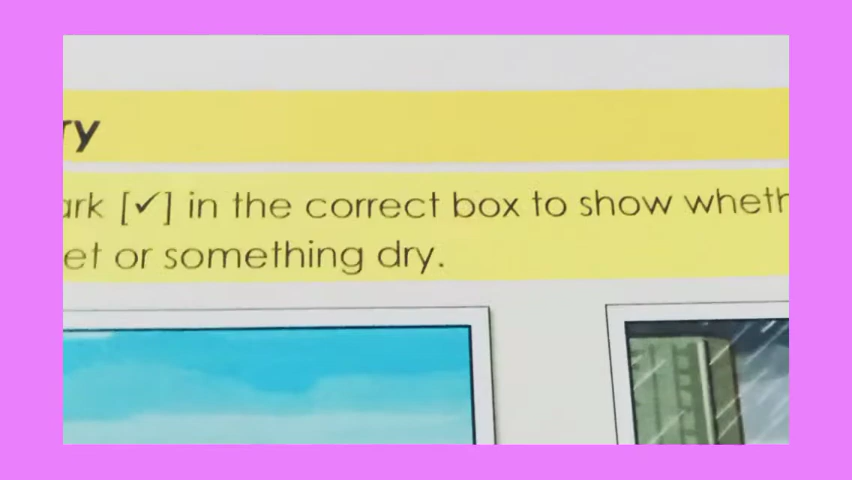 ry
ark [✓] in the correct box to show wheth
et or something dry.